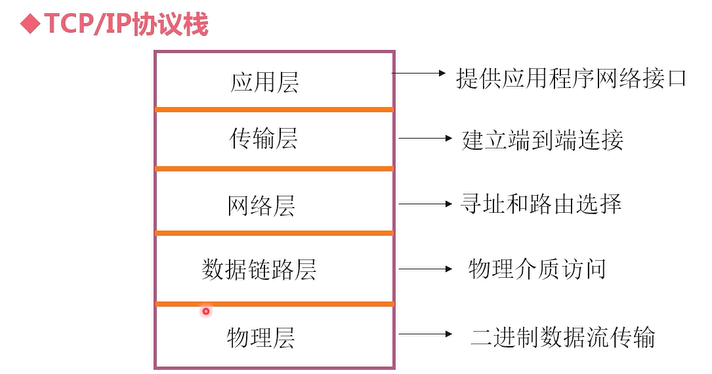 ◆TCP/IP协议栈
应用层
提供应用程序网络接口
传输层
建立端到端连接
网络层
寻址和路由选择
数据链路层
物理介质访问
物理层
二进制数据流传输